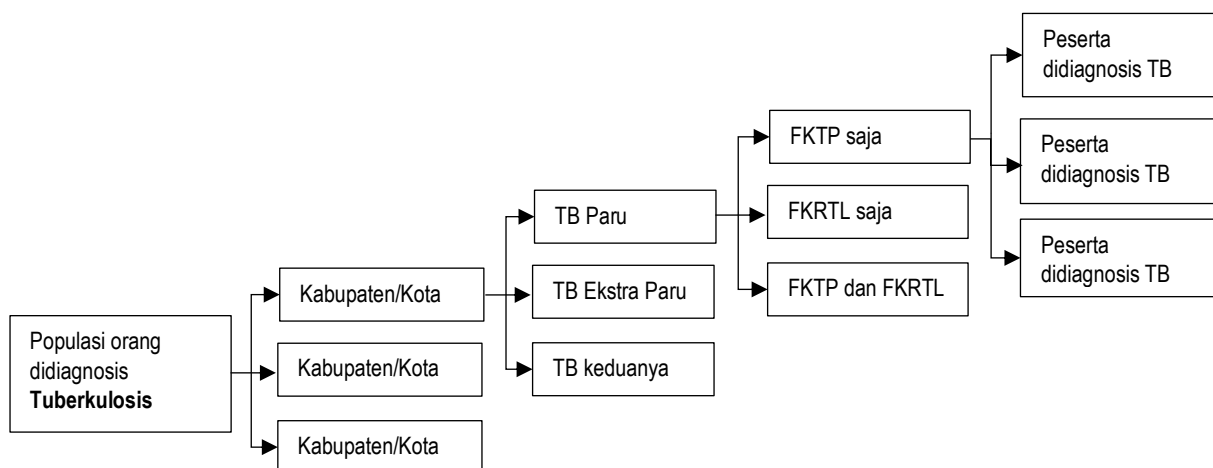 Populasi orang
didiagnosis
Tuberkulosis
Kabupaten/Kota
Kabupaten/Kota
Kabupaten/Kota
TB Paru
TB Ekstra Paru
TB keduanya
FKTP saja
FKRTL saja
FKTP dan FKRTL
Peserta
didiagnosis TB
Peserta
didiagnosis TB
Peserta
didiagnosis TB